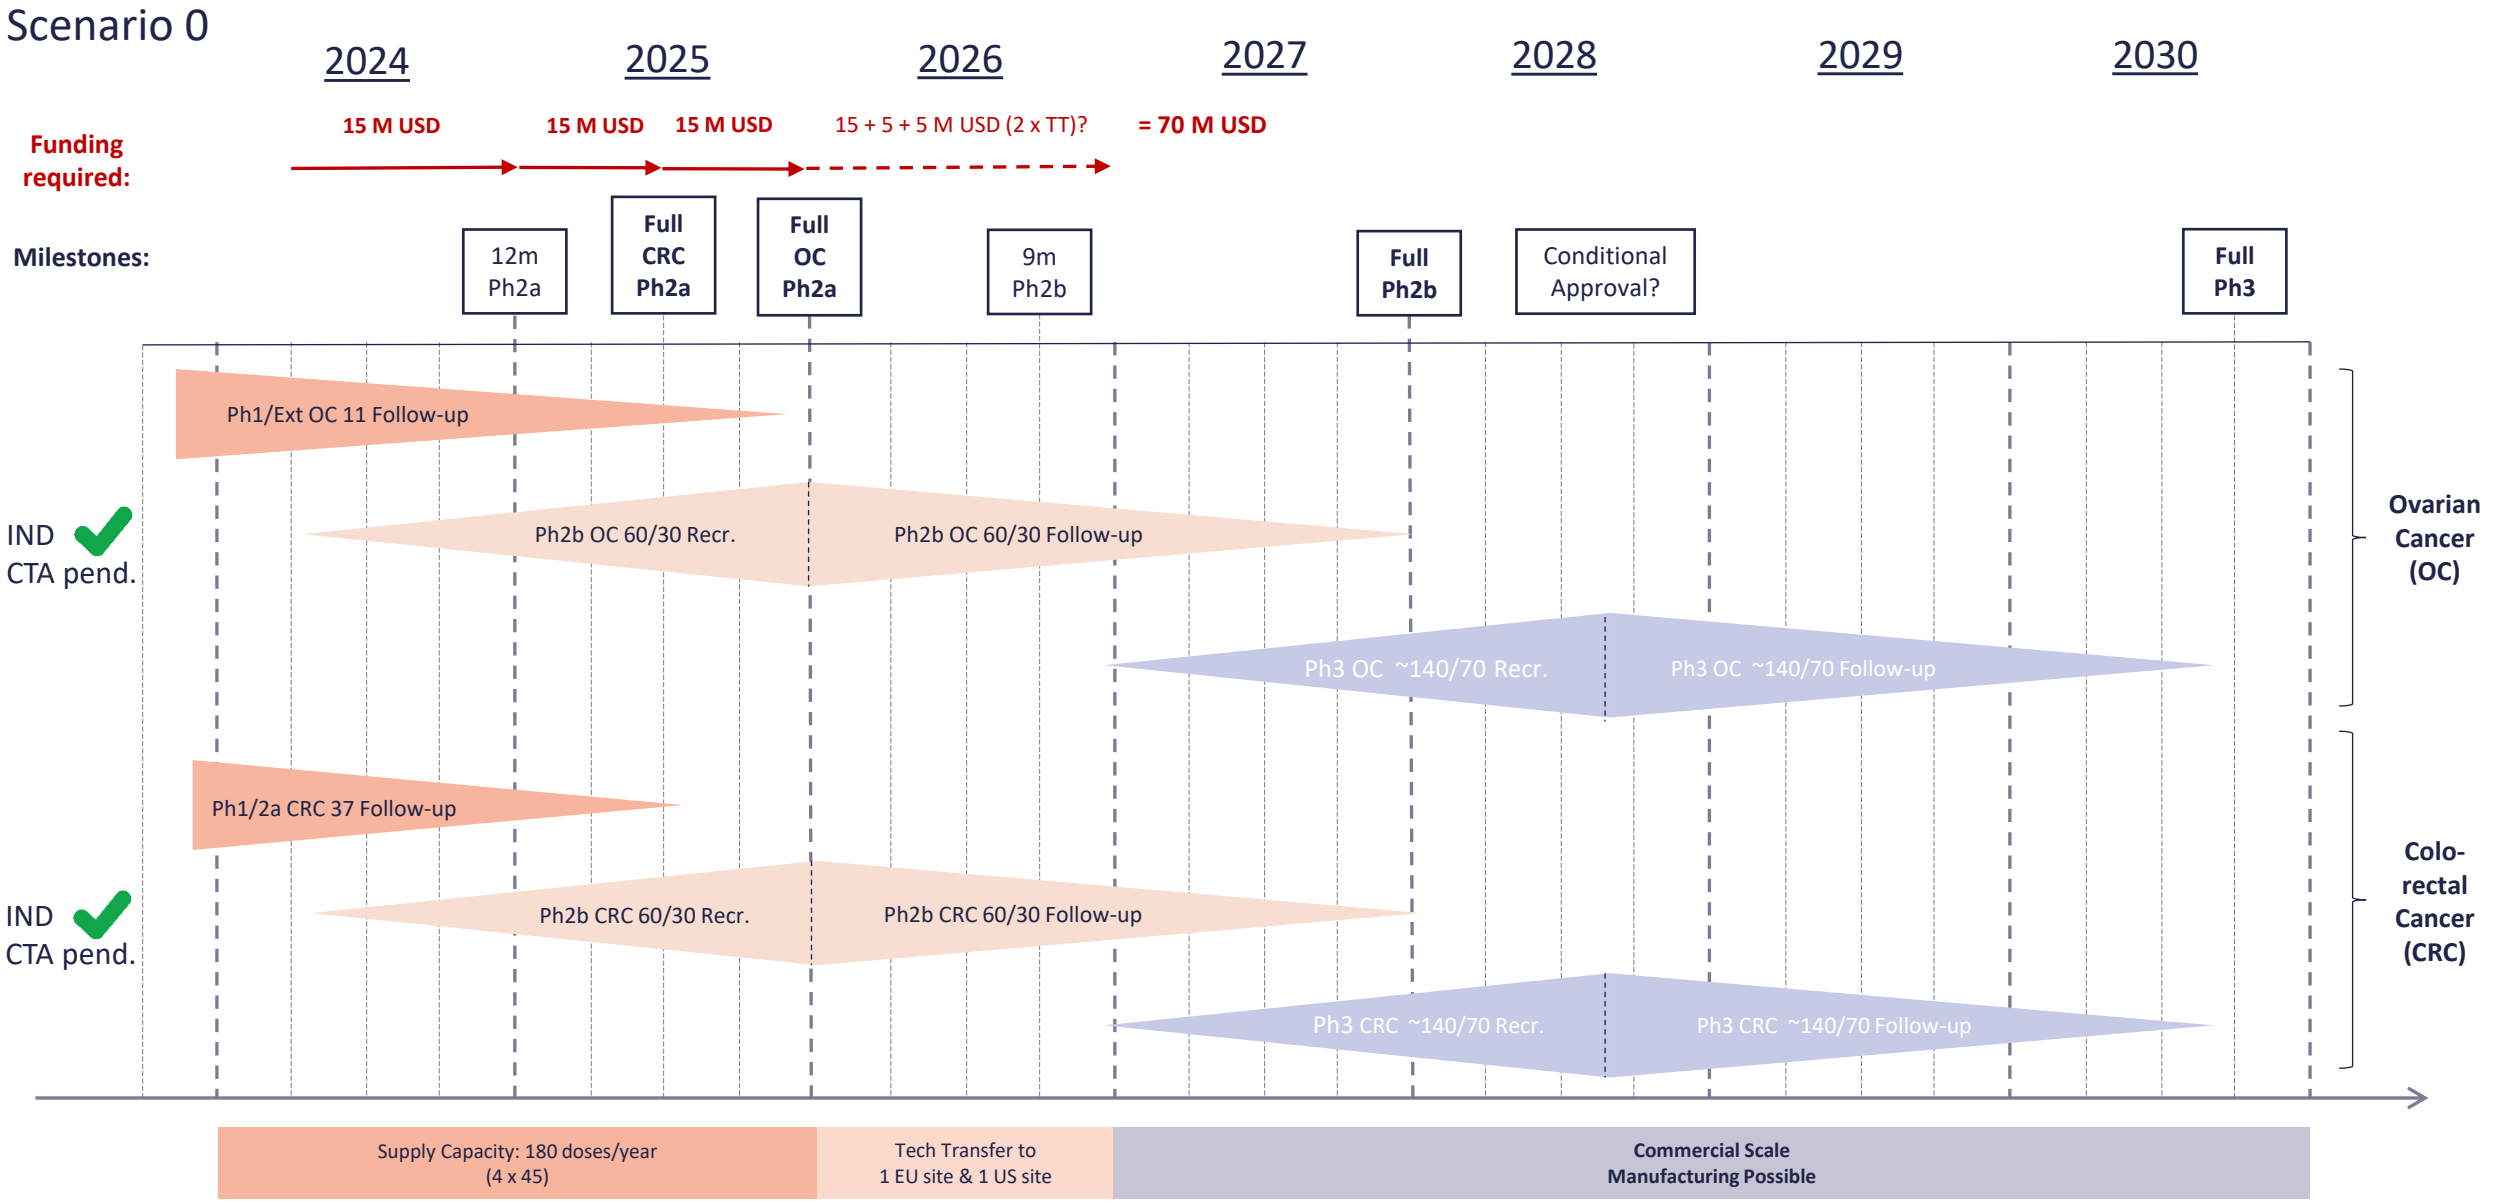 Scenario 0
2024
2025
2026
2027
2028
2029
2030
Funding
required:
15 M USD
15 M USD
15 M USD
15 + 5 + 5 M USD (2 x TT)?
= 70 M USD
Milestones:
12m
Ph2a
Full
CRC
Ph2a
Full
OC
Ph2a
9m
Ph2b
Full
Ph2b
Conditional
Approval?
Full
Ph3
Ph1/Ext OC 11 Follow-up
IND
CTA pend.
Ph2b OC 60/30 Recr.
Ph2b OC 60/30 Follow-up
Ph3 OC ~140/70 Recr.
Ph3 OC ~140/70 Follow-up
Ovarian
Cancer
(OC)
Ph1/2a CRC 37 Follow-up
IND
CTA pend.
Ph2b CRC 60/30 Recr.
Ph2b CRC 60/30 Follow-up
Ph3 CRC ~140/70 Recr.
Ph3 CRC ~140/70 Follow-up
Colo-
rectal
Cancer
(CRC)
Supply Capacity: 180 doses/year
(4 x 45)
Tech Transfer to
1 EU site & 1 US site
Commercial Scale
Manufacturing Possible